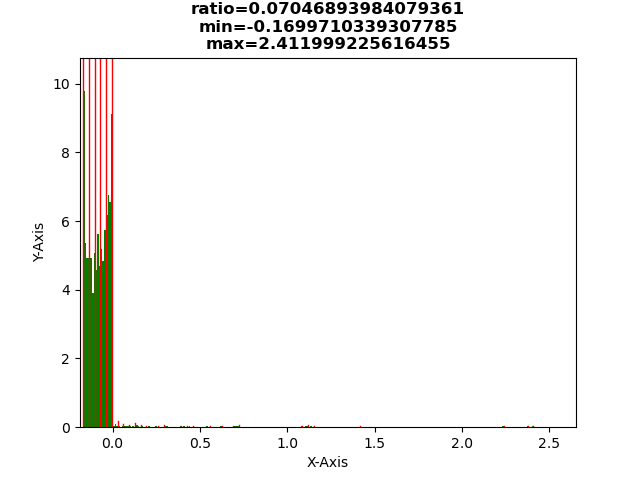 ratio=0.07046893984079361
min=-0.1699710339307785
max=2.411999225616455
10
8
6
4
2
0
Y-Axis
0.0 0.5 1.0 1.5 2.0 2.5
X-Axis